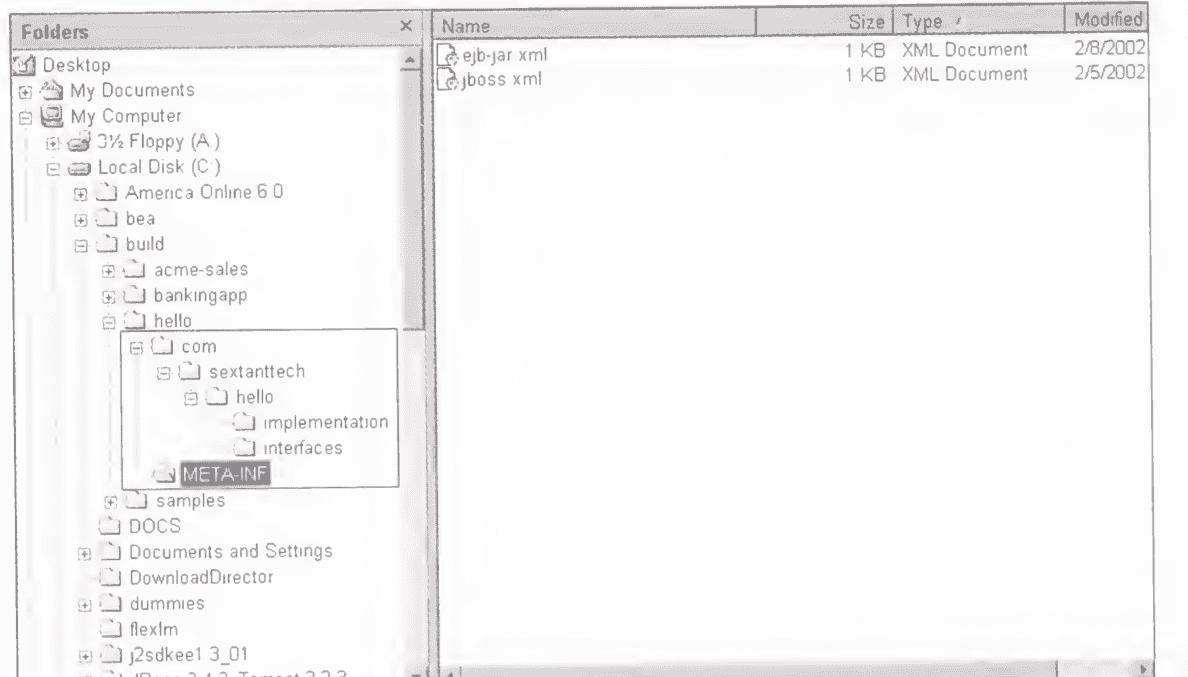 Folders ×
Desktop
My Documents
My Computer
3½ Floppy (A )
Local Disk (C )
America Online 6 0
bea
build
acme-sales
bankingapp
hello
com
sextanttech
hello
implementation
interfaces
META-INF
samples
DOCS
Documents and Settings
DownloadDirector
dummies
flexlm
j2sdkee1 3_01
Name Size Type Modified
ejb-jar xml 1 KB XML Document 2/8/2002
jboss xml 1 KB XML Document 2/5/2002